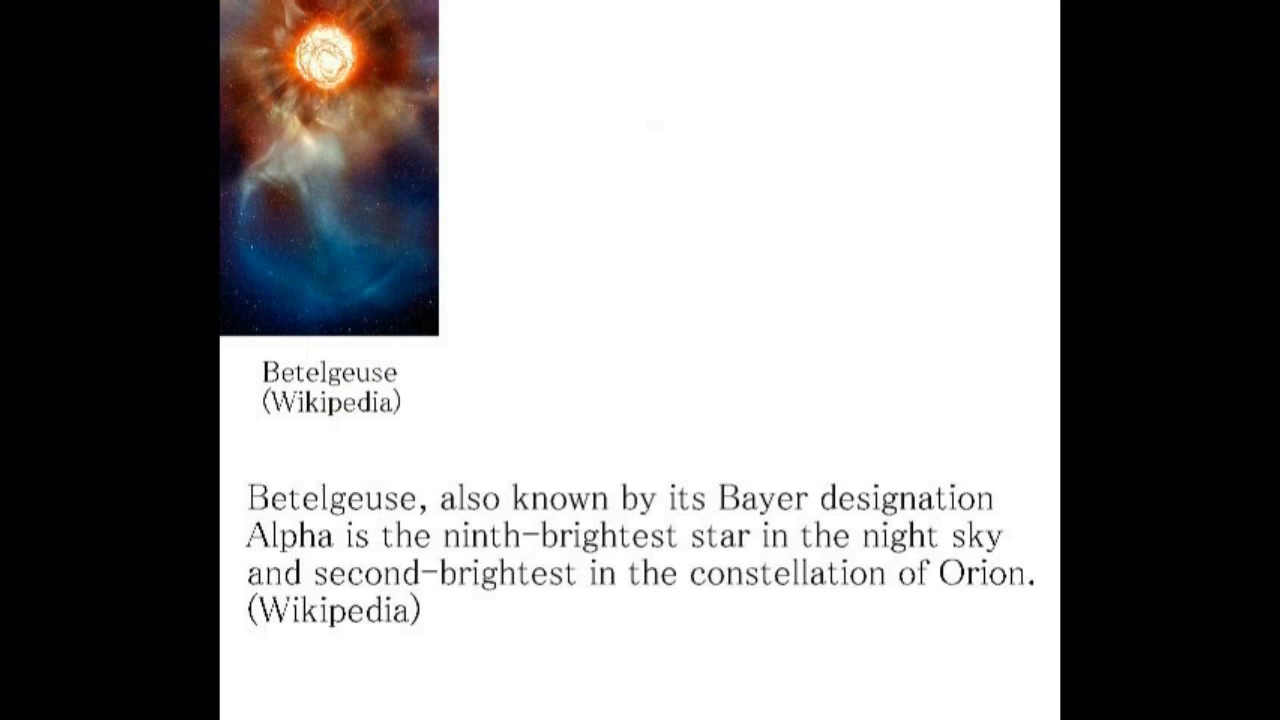 Betelgeuse
(Wikipedia)
Betelgeuse, also known by its Bayer designation
Alpha is the ninth-brightest star in the night sky
and second-brightest in the constellation of Orion.
(Wikipedia)